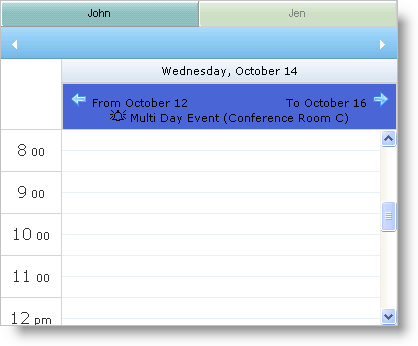 John Jen
Wednesday, October 14
From October 12 To October 16
Multi Day Event (Conference Room C)
8 00
9 00
10 00
11 00
12 pm